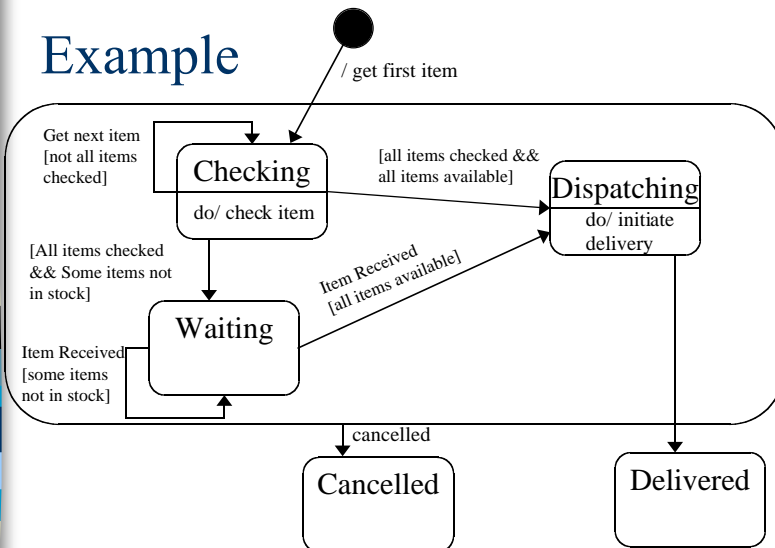 Example
/ get first item
Get next item
[not all items
checked]
Checking
do/ check item
[all items checked &&
all items available]
Dispatching
do/ initiate
delivery
[All items checked
&& Some items not
in stock]
Item Received
[all items available]
Waiting
Item Received
[some items
not in stock]
cancelled
Cancelled
Delivered